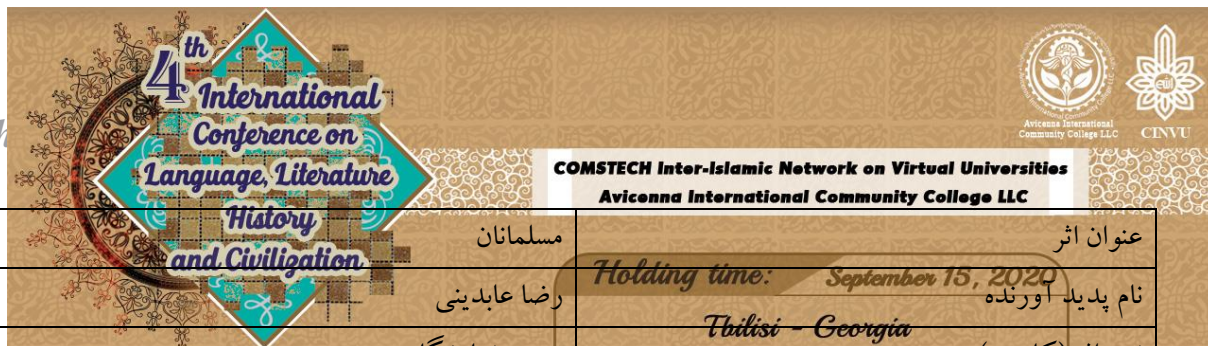 4th
International
Conference on
Language, Literature
History
and Civilization
Avicenna International
Community College LLC
CINVU
COMSTECH Inter-Islamic Network on Virtual Universities
Avicenna International Community College LLC
Holding time: September 15, 2020
Tbilisi - Georgia
عنوان اثر مسلمانان
نام پدید آورنده رضا عابدینی